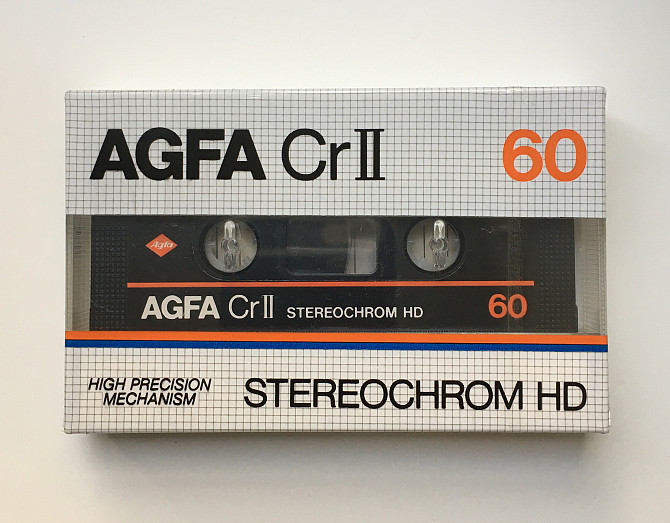 AGFA CrII 60
Agfa
AGFA CrII STEREOCHROM HD 60
HIGH PRECISION
MECHANISM
STEREOCHROM HD